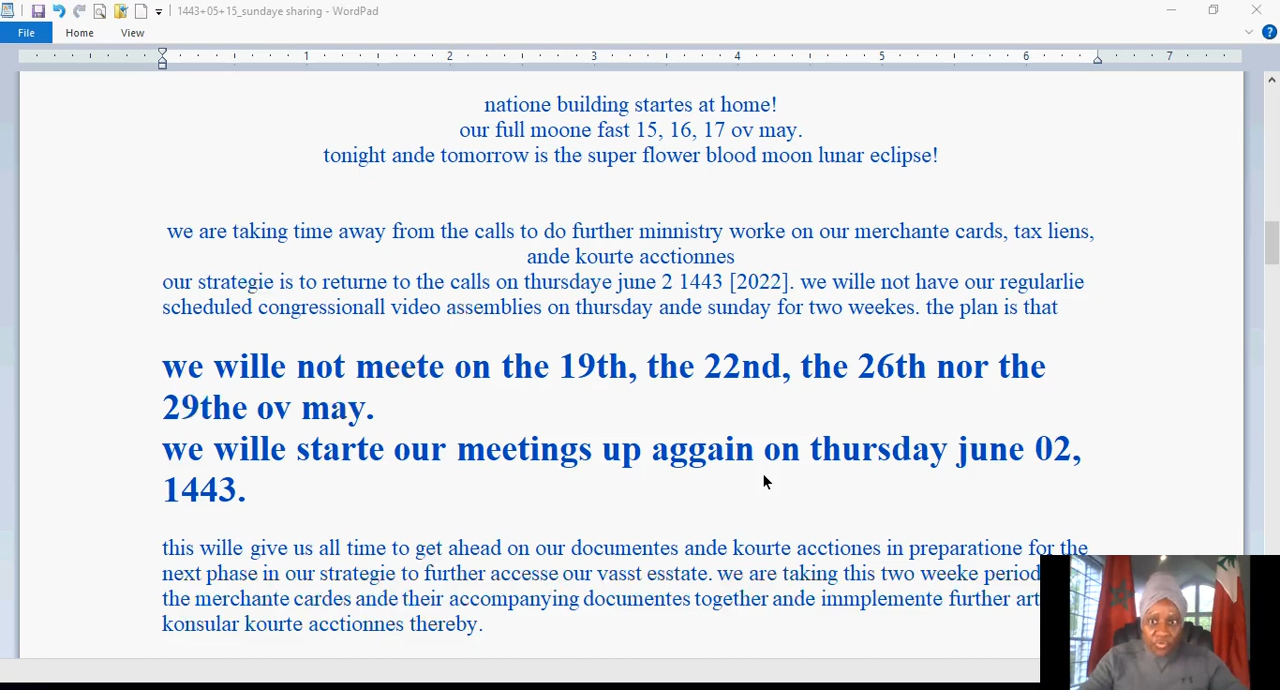 1443+05+15_sundaye sharing - WordPad
File Home View
1 2 3 4 5 6 7
natione building startes at home!
our full moone fast 15, 16, 17 ov may.
tonight ande tomorrow is the super flower blood moon lunar eclipse!
we are taking time away from the calls to do further minnistry worke on our merchante cards, tax liens,
ande kourte acctionnes
our strategie is to returne to the calls on thursdaye june 2 1443 [2022]. we wille not have our regularlie
scheduled congressionall video assemblies on thursday ande sunday for two weekes. the plan is that
we wille not meete on the 19th, the 22nd, the 26th nor the
29the ov may.
we wille starte our meetings up aggain on thursday june 02,
1443.
this wille give us all time to get ahead on our documentes ande kourte acctiones in preparatione for the
next phase in our strategie to further accesse our vasst esstate. we are taking this two weeke period
the merchante cardes ande their accompanying documentes together ande immplemente further art
konsular kourte acctionnes thereby.